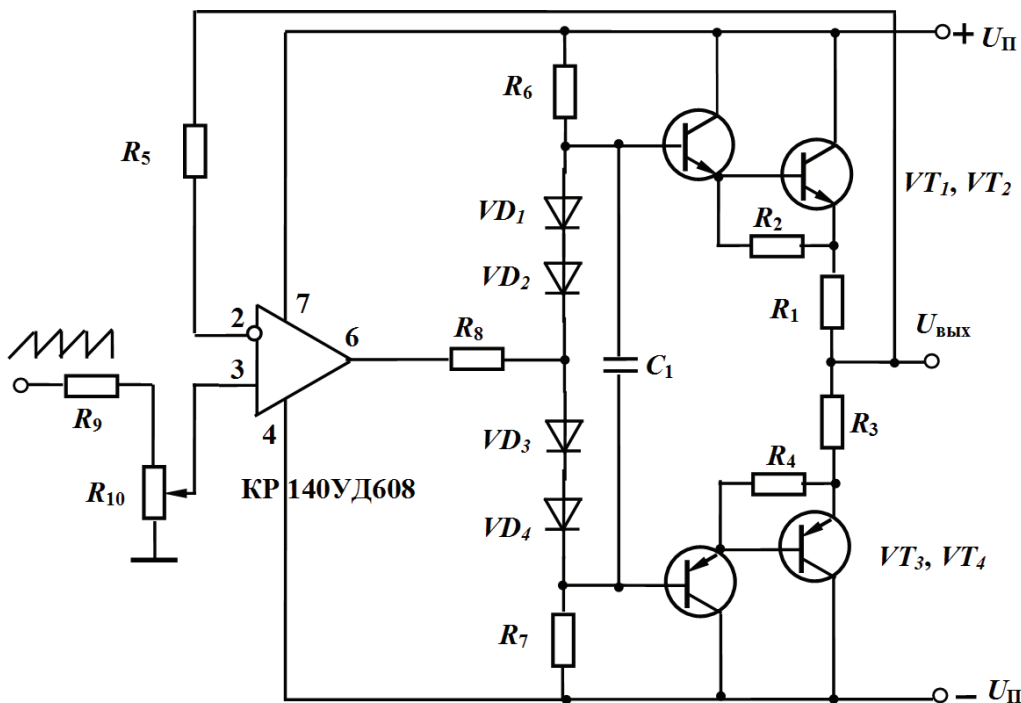 + UП
R6
R5
VT1, VT2
VD1
R2
VD2
R1
7
2
6
R8
Uвых
3
C1
R9
4
VD3
R3
R10
КР 140УД608
R4
VD4
VT3, VT4
R7
− UП